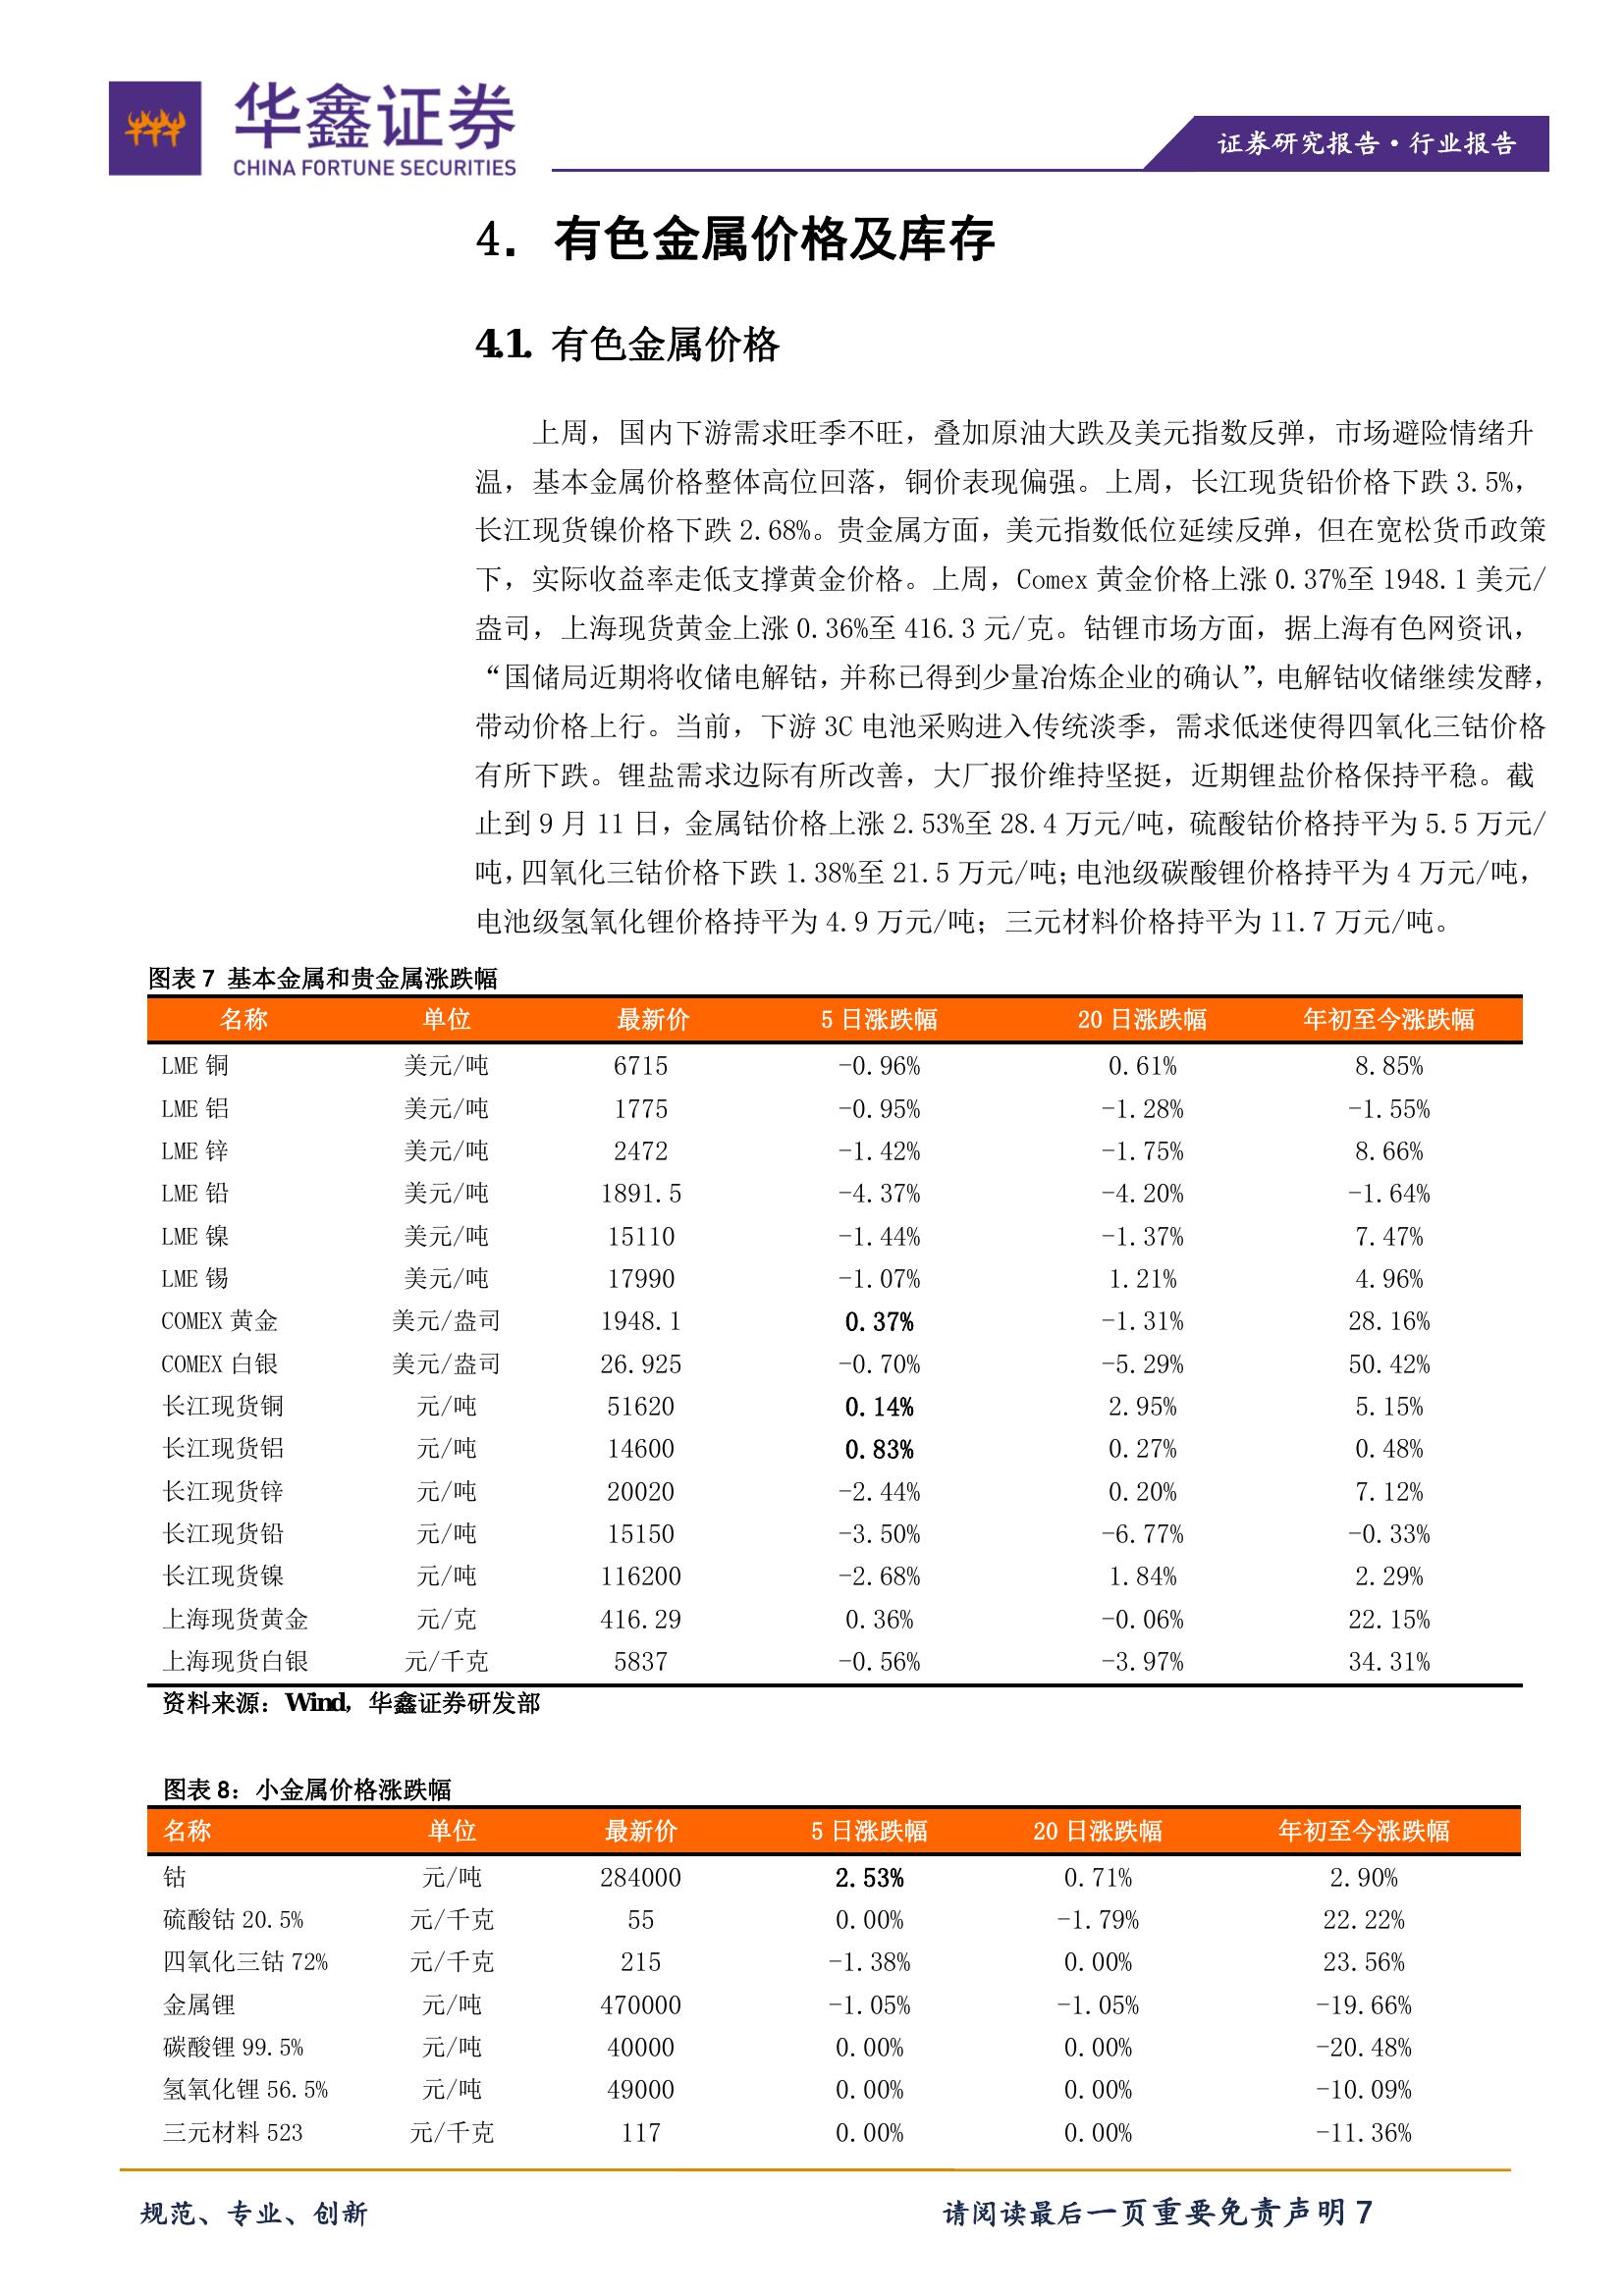 华鑫证券
CHINA FORTUNE SECURITIES
证券研究报告·行业报告
4. 有色金属价格及库存
4.1. 有色金属价格
上周，国内下游需求旺季不旺，叠加原油大跌及美元指数反弹，市场避险情绪升
温，基本金属价格整体高位回落，铜价表现偏强。上周，长江现货铅价格下跌 3.5%，
长江现货镍价格下跌 2.68%。贵金属方面，美元指数低位延续反弹，但在宽松货币政策
下，实际收益率走低支撑黄金价格。上周，Comex 黄金价格上涨 0.37%至 1948.1 美元/
盎司，上海现货黄金上涨 0.36%至 416.3 元/克。钴锂市场方面，据上海有色网资讯，
“国储局近期将收储电解钴，并称已得到少量冶炼企业的确认”，电解钴收储继续发酵，
带动价格上行。当前，下游 3C 电池采购进入传统淡季，需求低迷使得四氧化三钴价格
有所下跌。锂盐需求边际有所改善，大厂报价维持坚挺，近期锂盐价格保持平稳。截
止到 9 月 11 日，金属钴价格上涨 2.53%至 28.4 万元/吨，硫酸钴价格持平为 5.5 万元/
吨，四氧化三钴价格下跌 1.38%至 21.5 万元/吨；电池级碳酸锂价格持平为 4 万元/吨，
电池级氢氧化锂价格持平为 4.9 万元/吨；三元材料价格持平为 11.7 万元/吨。
图表 7 基本金属和贵金属涨跌幅
名称 单位 最新价 5 日涨跌幅 20 日涨跌幅 年初至今涨跌幅
LME 铜 美元/吨 6715 -0.96% 0.61% 8.85%
LME 铝 美元/吨 1775 -0.95% -1.28% -1.55%
LME 锌 美元/吨 2472 -1.42% -1.75% 8.66%
LME 铅 美元/吨 1891.5 -4.37% -4.20% -1.64%
LME 镍 美元/吨 15110 -1.44% -1.37% 7.47%
LME 锡 美元/吨 17990 -1.07% 1.21% 4.96%
COMEX 黄金 美元/盎司 1948.1 0.37% -1.31% 28.16%
COMEX 白银 美元/盎司 26.925 -0.70% -5.29% 50.42%
长江现货铜 元/吨 51620 0.14% 2.95% 5.15%
长江现货铝 元/吨 14600 0.83% 0.27% 0.48%
长江现货锌 元/吨 20020 -2.44% 0.20% 7.12%
长江现货铅 元/吨 15150 -3.50% -6.77% -0.33%
长江现货镍 元/吨 116200 -2.68% 1.84% 2.29%
上海现货黄金 元/克 416.29 0.36% -0.06% 22.15%
上海现货白银 元/千克 5837 -0.56% -3.97% 34.31%
资料来源：Wind，华鑫证券研发部
图表 8：小金属价格涨跌幅
名称 单位 最新价 5 日涨跌幅 20 日涨跌幅 年初至今涨跌幅
钴 元/吨 284000 2.53% 0.71% 2.90%
硫酸钴 20.5% 元/千克 55 0.00% -1.79% 22.22%
四氧化三钴 72% 元/千克 215 -1.38% 0.00% 23.56%
金属锂 元/吨 470000 -1.05% -1.05% -19.66%
碳酸锂 99.5% 元/吨 40000 0.00% 0.00% -20.48%
氢氧化锂 56.5% 元/吨 49000 0.00% 0.00% -10.09%
三元材料 523 元/千克 117 0.00% 0.00% -11.36%
规范、专业、创新 请阅读最后一页重要免责声明 7